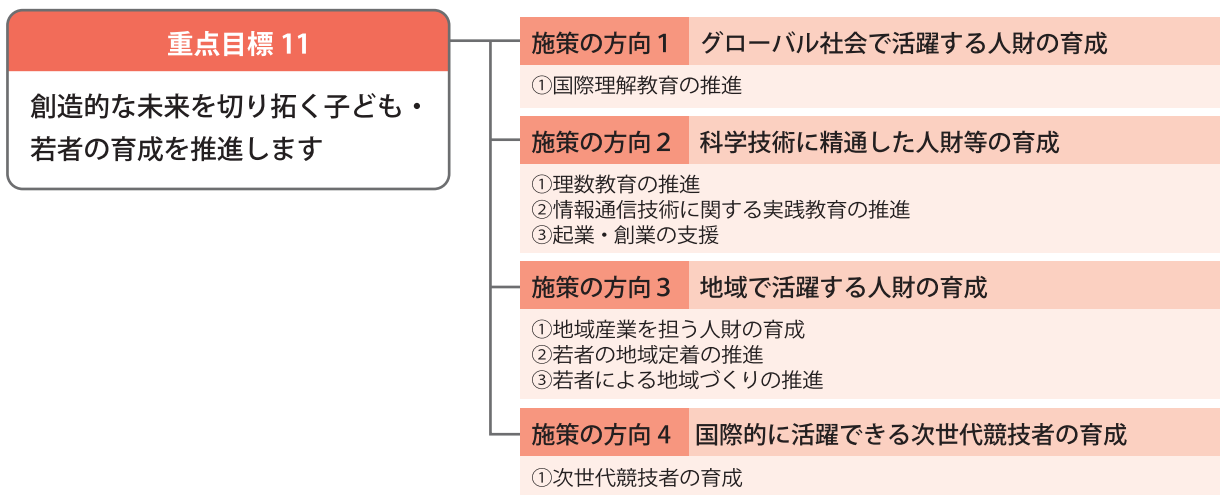 重点目標 11
創造的な未来を切り拓く子ども・
若者の育成を推進します
施策の方向 1 グローバル社会で活躍する人財の育成
①国際理解教育の推進
施策の方向 2 科学技術に精通した人財等の育成
①理数教育の推進
②情報通信技術に関する実践教育の推進
③起業・創業の支援
施策の方向 3 地域で活躍する人財の育成
①地域産業を担う人財の育成
②若者の地域定着の推進
③若者による地域づくりの推進
施策の方向 4 国際的に活躍できる次世代競技者の育成
①次世代競技者の育成